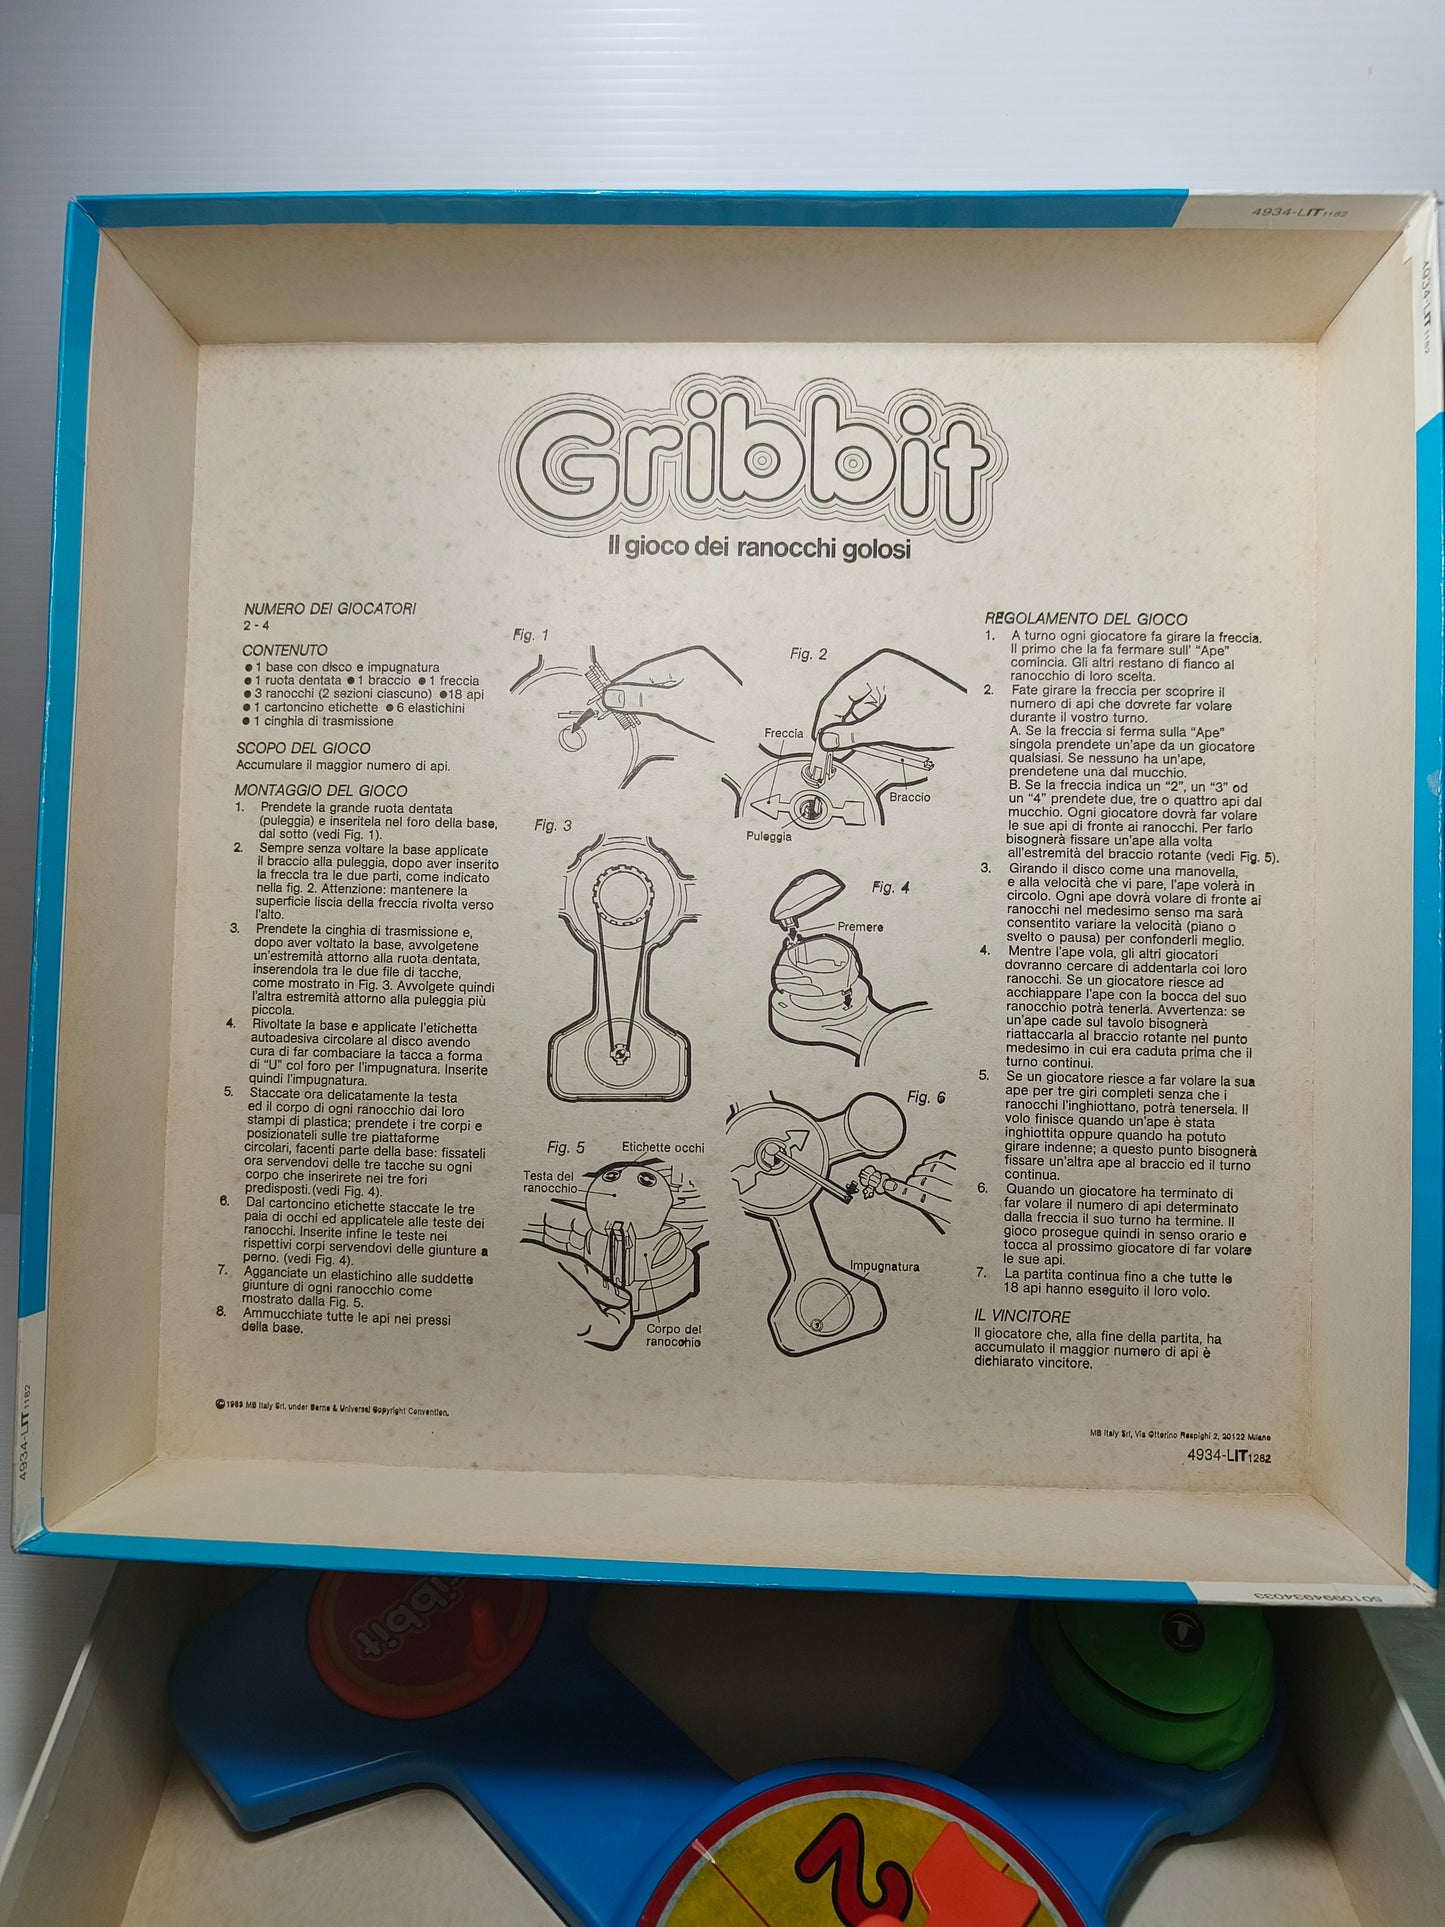 4934-LIT1182
4934-LIT1182
Gribbit
Il gioco dei ranocchi golosi
NUMERO DEI GIOCATORI
2 - 4
CONTENUTO
● 1 base con disco e impugnatura
● 1 ruota dentata ● 1 braccio ● 1 freccia
● 3 ranocchi (2 sezioni ciascuno) ● 18 api
● 1 cartoncino etichette ● 6 elastichini
● 1 cinghia di trasmissione
SCOPO DEL GIOCO
Accumulare il maggior numero di api.
MONTAGGIO DEL GIOCO
1. Prendete la grande ruota dentata
(puleggia) e inseritela nel foro della base,
dal sotto (vedi Fig. 1).
2. Sempre senza voltare la base applicate
il braccio alla puleggia, dopo aver inserito
la freccia tra le due parti, come indicato
nella fig. 2. Attenzione: mantenere la
superficie liscia della freccia rivolta verso
l'alto.
3. Prendete la cinghia di trasmissione e,
dopo aver voltato la base, avvolgetene
un'estremità attorno alla ruota dentata,
inserendola tra le due file di tacche,
come mostrato in Fig. 3. Avvolgete quindi
l'altra estremità attorno alla puleggia più
piccola.
4. Rivoltate la base e applicate l'etichetta
autoadesiva circolare al disco avendo
cura di far combaciare la tacca a forma
di "U" col foro per l'impugnatura. Inserite
quindi l'impugnatura.
5. Staccate ora delicatamente la testa
ed il corpo di ogni ranocchio dai loro
stampi di plastica; prendete i tre corpi e
posizionateli sulle tre piattaforme
circolari, facenti parte della base: fissateli
ora servendovi delle tre tacche su ogni
corpo che inserirete nei tre fori
predisposti. (vedi Fig. 4).
6. Dal cartoncino etichette staccate le tre
paia di occhi ed applicatele alle teste dei
ranocchi. Inserite infine le teste nei
rispettivi corpi servendovi delle giunture a
perno. (vedi Fig. 4).
7. Agganciate un elastichino alle suddette
giunture di ogni ranocchio come
mostrato dalla Fig. 5.
8. Ammucchiate tutte le api nei pressi
della base.
Fig. 1
Fig. 2
Freccia
Braccio
Puleggia
Fig. 3
Fig. 4
Premere
Fig. 5
Etichette occhi
Testa del
ranocchio
Corpo del
ranocchio
Fig. 6
Impugnatura
REGOLAMENTO DEL GIOCO
1. A turno ogni giocatore fa girare la freccia.
Il primo che la fa fermare sull' "Ape"
comincia. Gli altri restano di fianco al
ranocchio di loro scelta.
2. Fate girare la freccia per scoprire il
numero di api che dovrete far volare
durante il vostro turno.
A. Se la freccia si ferma sulla "Ape"
singola prendete un'ape da un giocatore
qualsiasi. Se nessuno ha un'ape,
prendetene una dal mucchio.
B. Se la freccia indica un "2", un "3" od
un "4" prendete due, tre o quattro api dal
mucchio. Ogni giocatore dovrà far volare
le sue api di fronte ai ranocchi. Per farlo
bisognerà fissare un'ape alla volta
all'estremità del braccio rotante (vedi Fig. 5).
3. Girando il disco come una manovella,
e alla velocità che vi pare, l'ape volerà in
circolo. Ogni ape dovrà volare di fronte ai
ranocchi nel medesimo senso ma sarà
consentito variare la velocità (piano o
svelto o pausa) per confonderli meglio.
4. Mentre l'ape vola, gli altri giocatori
dovranno cercare di addentarla coi loro
ranocchi. Se un giocatore riesce ad
acchiappare l'ape con la bocca del suo
ranocchio potrà tenerla. Avvertenza: se
un'ape cade sul tavolo bisognerà
riattaccarla al braccio rotante nel punto
medesimo in cui era caduta prima che il
turno continui.
5. Se un giocatore riesce a far volare la sua
ape per tre giri completi senza che i
ranocchi l'inghiottano, potrà tenersela. Il
volo finisce quando un'ape è stata
inghiottita oppure quando ha potuto
girare indenne; a questo punto bisognerà
fissare un'altra ape al braccio ed il turno
continua.
6. Quando un giocatore ha terminato di
far volare il numero di api determinato
dalla freccia il suo turno ha termine. Il
gioco prosegue quindi in senso orario e
tocca al prossimo giocatore di far volare
le sue api.
7. La partita continua fino a che tutte le
18 api hanno eseguito il loro volo.
IL VINCITORE
Il giocatore che, alla fine della partita, ha
accumulato il maggior numero di api è
dichiarato vincitore.
© 1983 MB Italy Srl, under Berne & Universal Copyright Convention.
MB Italy Srl, Via Ottorino Respighi 2, 20122 Milano
4934-LIT1282
4934-LIT1182
5010994934033
Gribbit
2